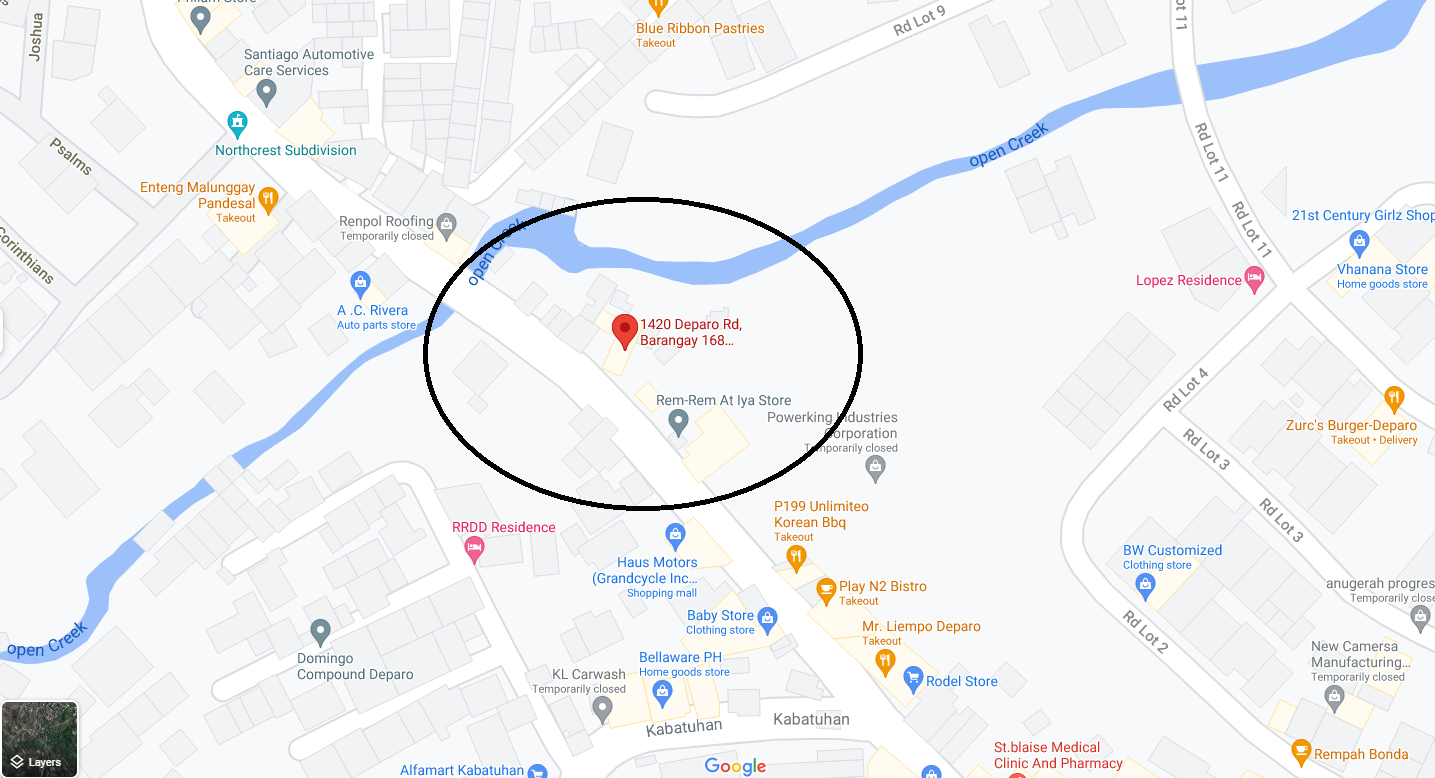 Philam Store
Joshua
Santiago Automotive
Care Services
Blue Ribbon Pastries
Takeout
Rd Lot 9
Lot 11
Psalms
Northcrest Subdivision
open Creek
Rd Lot 11
Enteng Malunggay
Pandesal
Takeout
Renpol Roofing
Temporarily closed
open Creek
Rd Lot 11
21st Century Girlz Shop
Corinthians
Vhanana Store
Home goods store
Lopez Residence
A .C. Rivera
Auto parts store
1420 Deparo Rd,
Barangay 168...
Rem-Rem At Iya Store
Powerking Industries
Corporation
Temporarily closed
Rd Lot 4
Zurc's Burger-Deparo
Takeout • Delivery
Rd Lot 3
Rd Lot 3
P199 Unlimiteo
Korean Bbq
Takeout
RRDD Residence
Haus Motors
(Grandcycle Inc...
Shopping mall
BW Customized
Clothing store
Play N2 Bistro
Takeout
anugerah progres
Temporarily close
Baby Store
Clothing store
Mr. Liempo Deparo
Takeout
Rd Lot 2
open Creek
Domingo
Compound Deparo
Bellaware PH
Home goods store
New Camersa
Manufacturing...
Temporarily closed
KL Carwash
Temporarily closed
Rodel Store
Kabatuhan
Kabatuhan
Layers
Google
St.blaise Medical
Clinic And Pharmacy
Rempah Bonda
Alfamart Kabatuhan